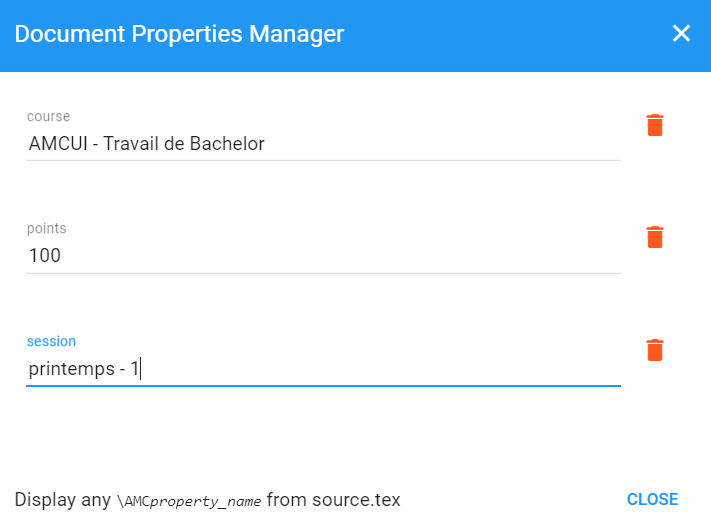 Document Properties Manager
course
AMCUI - Travail de Bachelor
points
100
session
printemps - 1
Display any \AMCproperty_name from source.tex
CLOSE